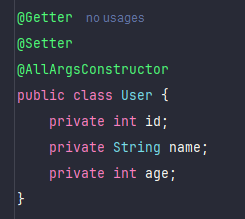 @Getter no usages
@Setter
@AllArgsConstructor
public class User {
    private int id;
    private String name;
    private int age;
}